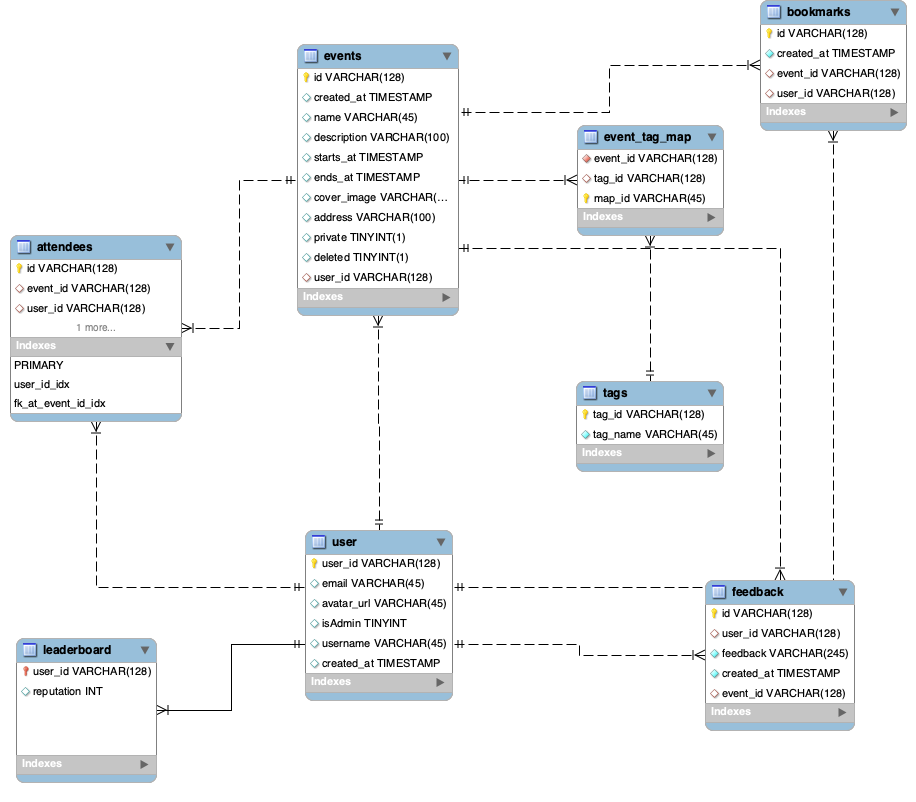 bookmarks
id VARCHAR(128)
created_at TIMESTAMP
event_id VARCHAR(128)
user_id VARCHAR(128)
Indexes
events
id VARCHAR(128)
created_at TIMESTAMP
name VARCHAR(45)
description VARCHAR(100)
starts_at TIMESTAMP
ends_at TIMESTAMP
cover_image VARCHAR(...
address VARCHAR(100)
private TINYINT(1)
deleted TINYINT(1)
user_id VARCHAR(128)
Indexes
event_tag_map
event_id VARCHAR(128)
tag_id VARCHAR(128)
map_id VARCHAR(45)
Indexes
attendees
id VARCHAR(128)
event_id VARCHAR(128)
user_id VARCHAR(128)
1 more...
Indexes
PRIMARY
user_id_idx
fk_at_event_id_idx
tags
tag_id VARCHAR(128)
tag_name VARCHAR(45)
Indexes
user
user_id VARCHAR(128)
email VARCHAR(45)
avatar_url VARCHAR(45)
isAdmin TINYINT
username VARCHAR(45)
created_at TIMESTAMP
Indexes
feedback
id VARCHAR(128)
user_id VARCHAR(128)
feedback VARCHAR(245)
created_at TIMESTAMP
event_id VARCHAR(128)
Indexes
leaderboard
user_id VARCHAR(128)
reputation INT
Indexes